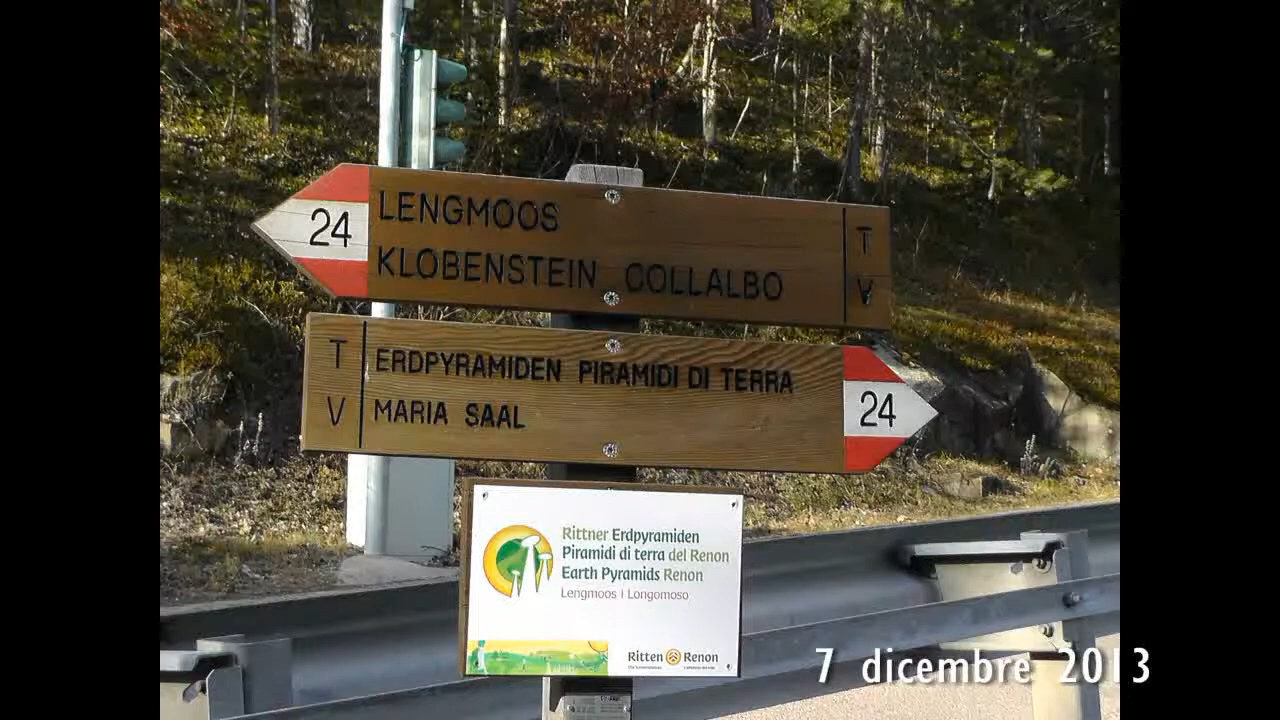 24
LENGMOOS
T
KLOBENSTEIN COLLALBO
V
T
ERDPYRAMIDEN PIRAMIDI DI TERRA
24
V
MARIA SAAL
Rittner Erdpyramiden
Piramidi di terra del Renon
Earth Pyramids Renon
Lengmoos | Longomoso
Ritten Renon
7 dicembre 2013